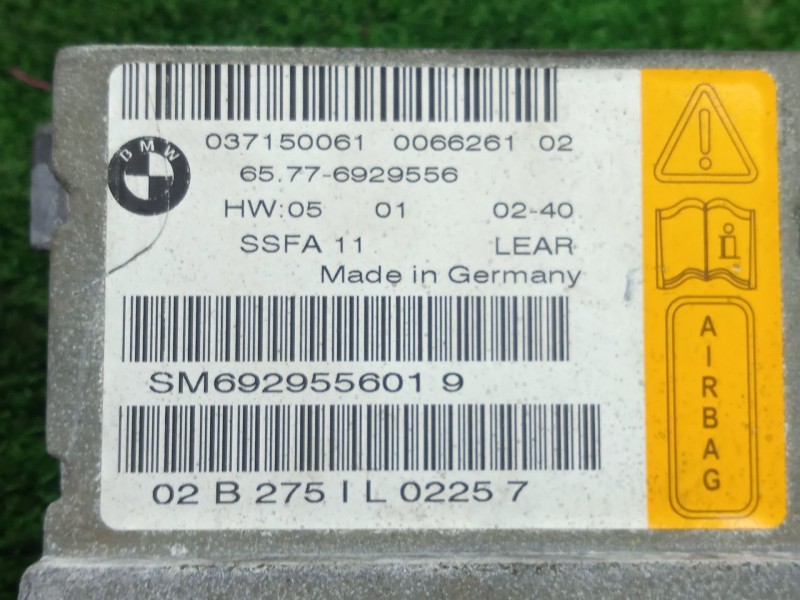 037150061 0066261 02
BMW
65.77-6929556
HW:05 01 02-40
SSFA 11 LEAR
Made in Germany
SM692955601 9
02 B 275 I L 0225 7
i
AIRBAG